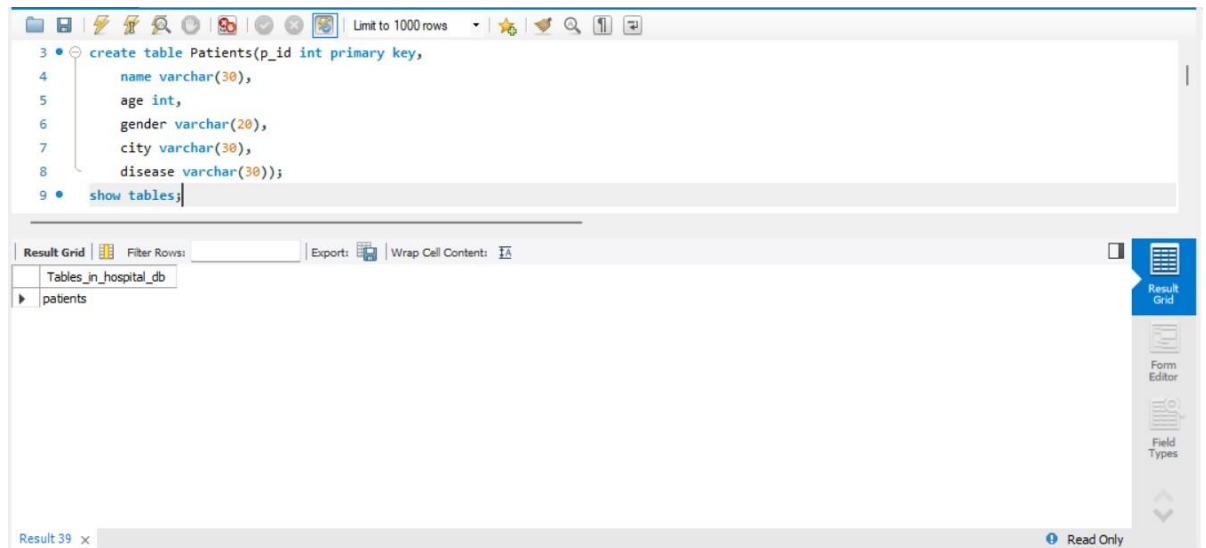 Limit to 1000 rows
3 create table Patients(p_id int primary key,
4 name varchar(30),
5 age int,
6 gender varchar(20),
7 city varchar(30),
8 disease varchar(30));
9 show tables;
Result Grid Filter Rows: Export: Wrap Cell Content: IA
Tables_in_hospital_db
patients
Result
Grid
Form
Editor
Field
Types
Result 39 x Read Only